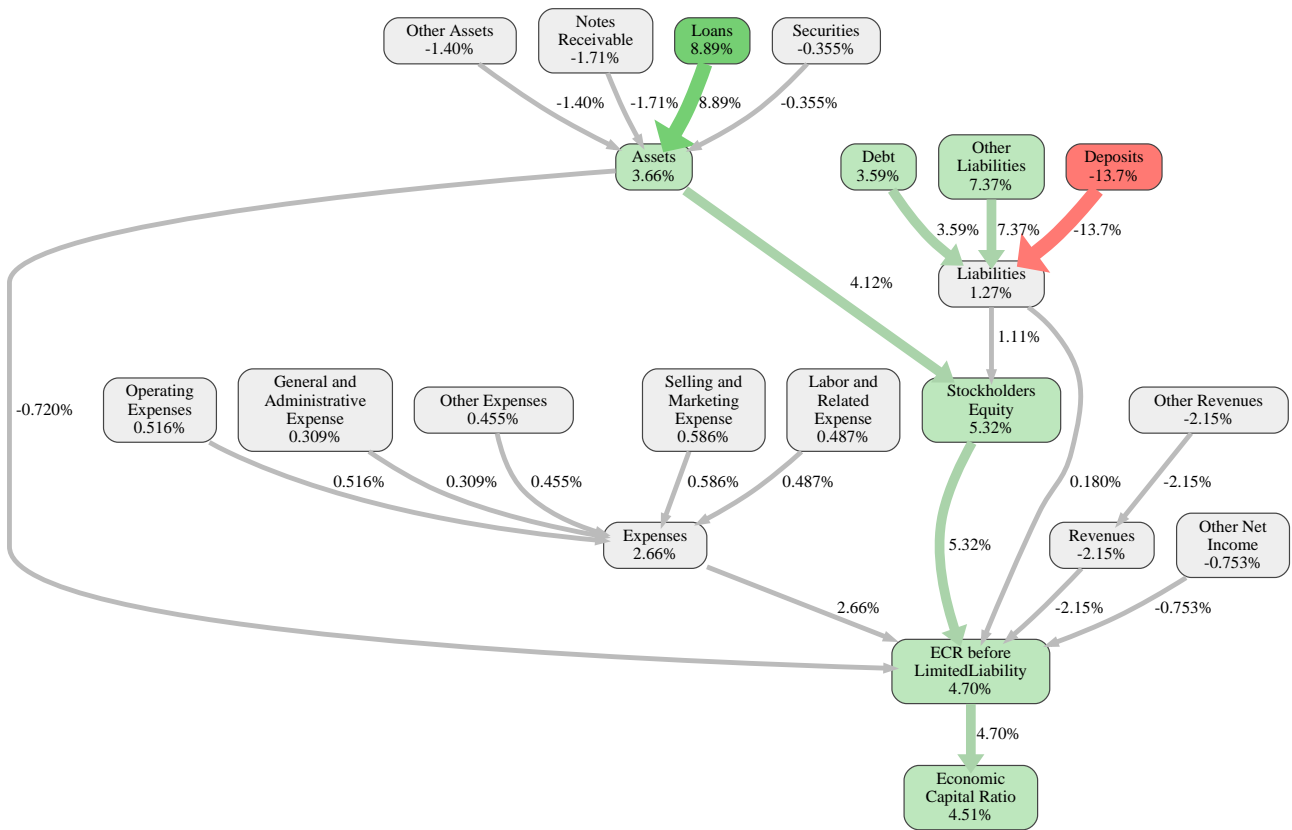 Other Assets
-1.40%
Notes
Receivable
-1.71%
Loans
8.89%
Securities
-0.355%
-1.40%
-1.71%
8.89%
-0.355%
Assets
3.66%
Debt
3.59%
Other
Liabilities
7.37%
Deposits
-13.7%
3.59%
7.37%
-13.7%
Liabilities
1.27%
4.12%
1.11%
-0.720%
Operating
Expenses
0.516%
General and
Administrative
Expense
0.309%
Other Expenses
0.455%
Selling and
Marketing
Expense
0.586%
Labor and
Related
Expense
0.487%
Stockholders
Equity
5.32%
Other Revenues
-2.15%
0.516%
0.309%
0.455%
0.586%
0.487%
0.180%
-2.15%
Expenses
2.66%
5.32%
Revenues
-2.15%
Other Net
Income
-0.753%
2.66%
-2.15%
-0.753%
ECR before
LimitedLiability
4.70%
4.70%
Economic
Capital Ratio
4.51%